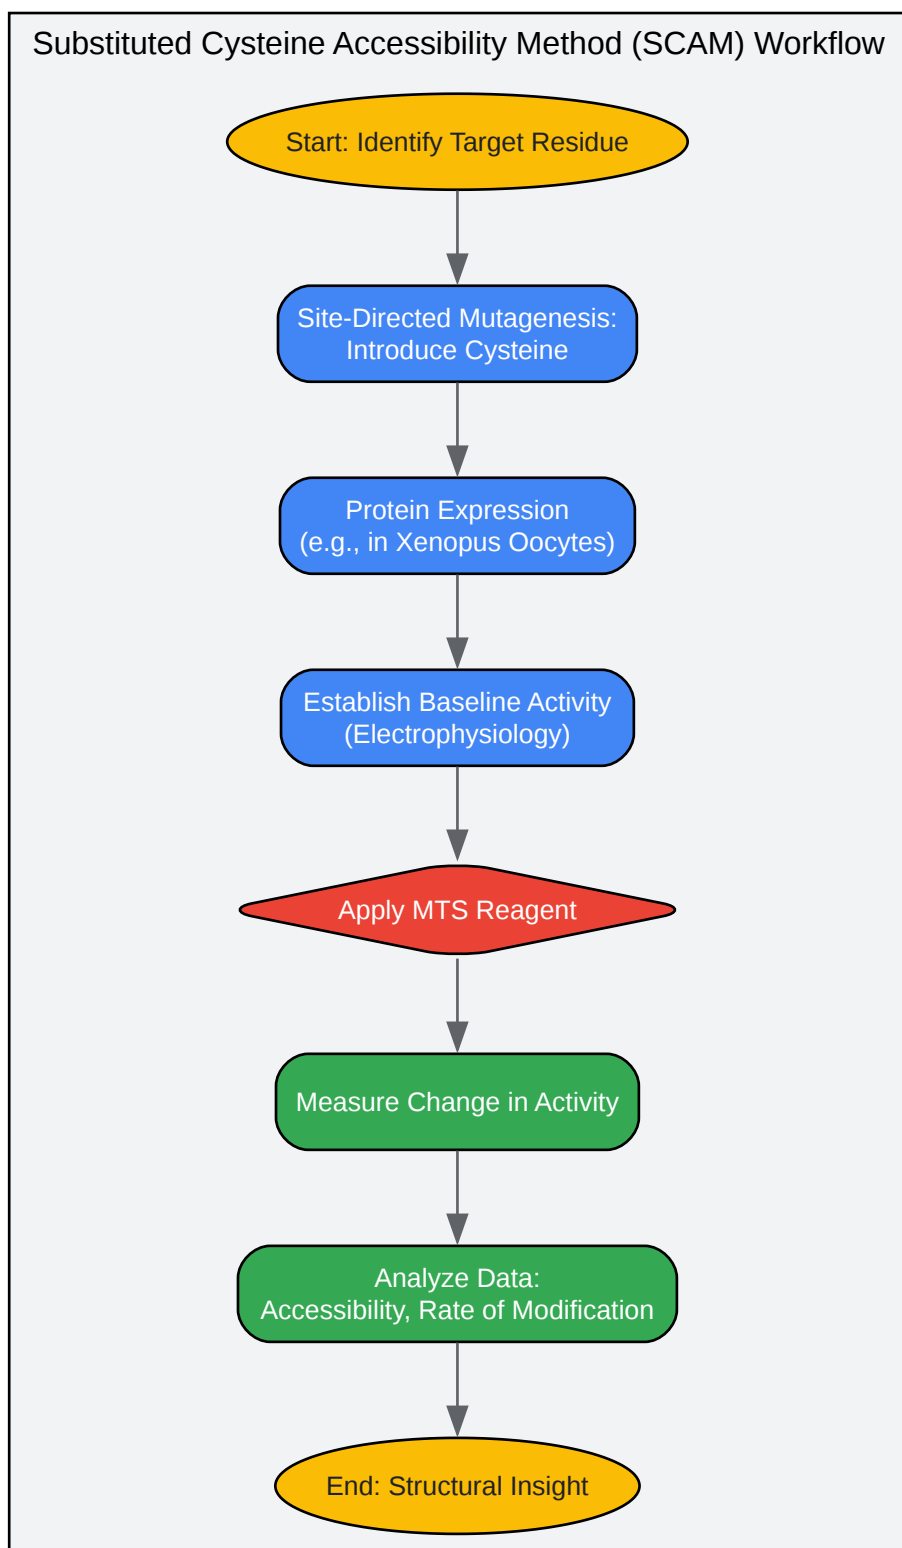 Substituted Cysteine Accessibility Method (SCAM) Workflow
Start: Identify Target Residue
Site-Directed Mutagenesis:
Introduce Cysteine
Protein Expression
(e.g., in Xenopus Oocytes)
Establish Baseline Activity
(Electrophysiology)
Apply MTS Reagent
Measure Change in Activity
Analyze Data:
Accessibility, Rate of Modification
End: Structural Insight